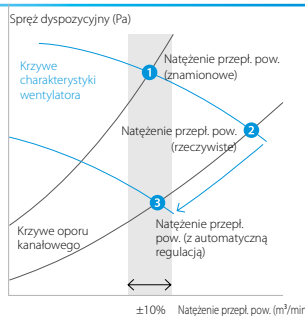 Spręż dyspozycyjny (Pa)
Krzywe
charakterystyki
wentylatora
1
Natężenie przepł. pow.
(znamionowe)
Natężenie przepł. pow.
(rzeczywiste)
2
3
Krzywe oporu
kanałowego
Natężenie przepł.
pow. (z automatyczną
regulacją)
±10% Natężenie przepł. pow. (m³/min